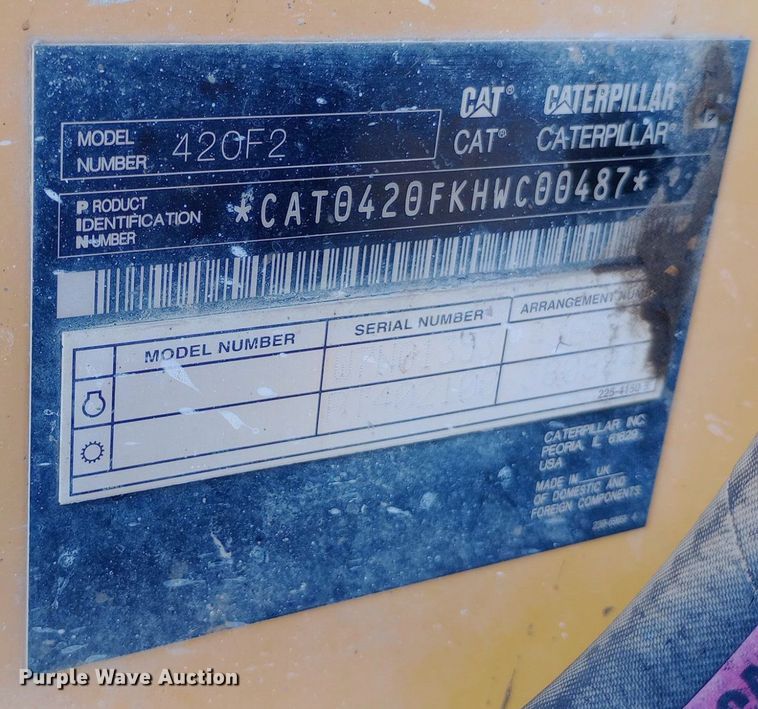 CAT® CATERPILLAR
CAT® CATERPILLAR®
MODEL NUMBER 420F2
PRODUCT IDENTIFICATION NUMBER *CAT0420FKHWC00487*
MODEL NUMBER SERIAL NUMBER ARRANGEMENT
225-4150
CATERPILLAR INC.
PEORIA, IL 61629
USA
MADE IN UK
OF DOMESTIC AND
FOREIGN COMPONENTS
Purple Wave Auction